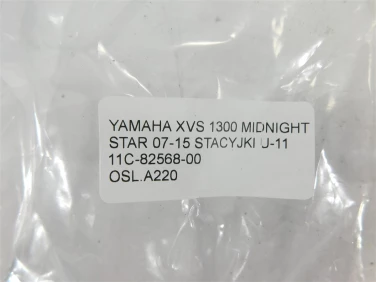 YAMAHA XVS 1300 MIDNIGHT
STAR 07-15 STACYJKI U-11
11C-82568-00
OSL.A220